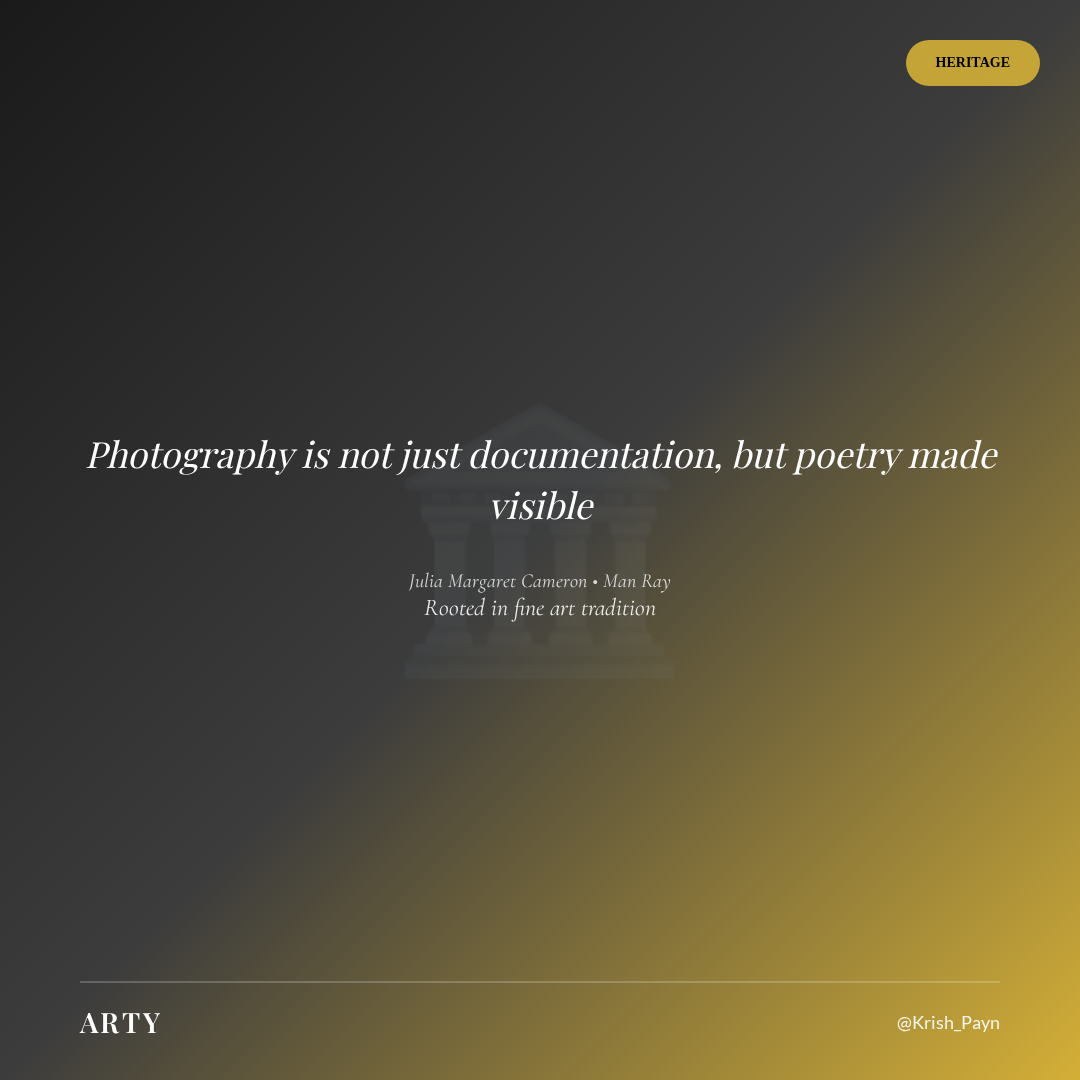 HERITAGE
Photography is not just documentation, but poetry made
visible
Julia Margaret Cameron • Man Ray
Rooted in fine art tradition
ARTY
@Krish_Payn